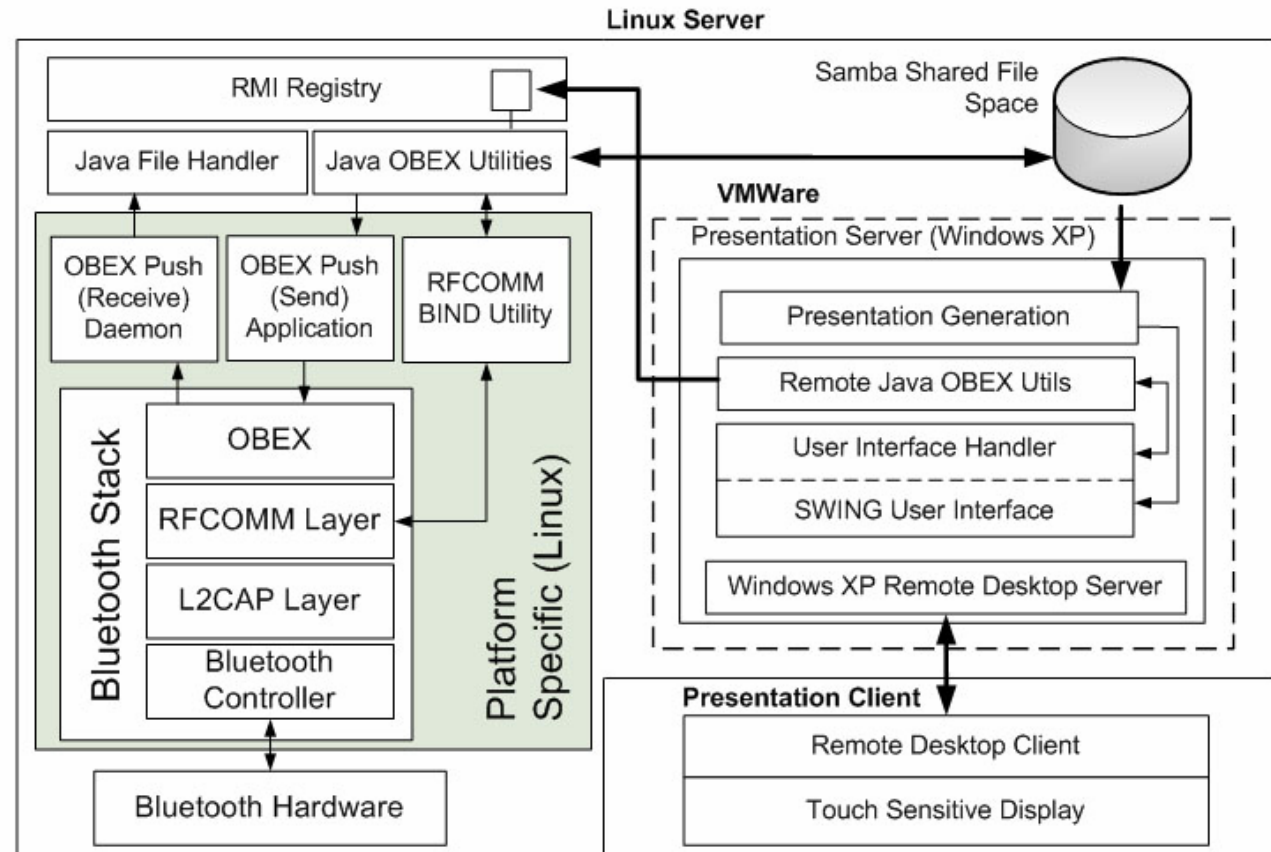 Linux Server
RMI Registry
Java File Handler
Java OBEX Utilities
OBEX Push
(Receive)
Daemon
OBEX Push
(Send)
Application
RFCOMM
BIND Utility
Bluetooth Stack
OBEX
RFCOMM Layer
L2CAP Layer
Bluetooth
Controller
Platform
Specific (Linux)
Bluetooth Hardware
Samba Shared File
Space
VMWare
Presentation Server (Windows XP)
Presentation Generation
Remote Java OBEX Utils
User Interface Handler
SWING User Interface
Windows XP Remote Desktop Server
Presentation Client
Remote Desktop Client
Touch Sensitive Display